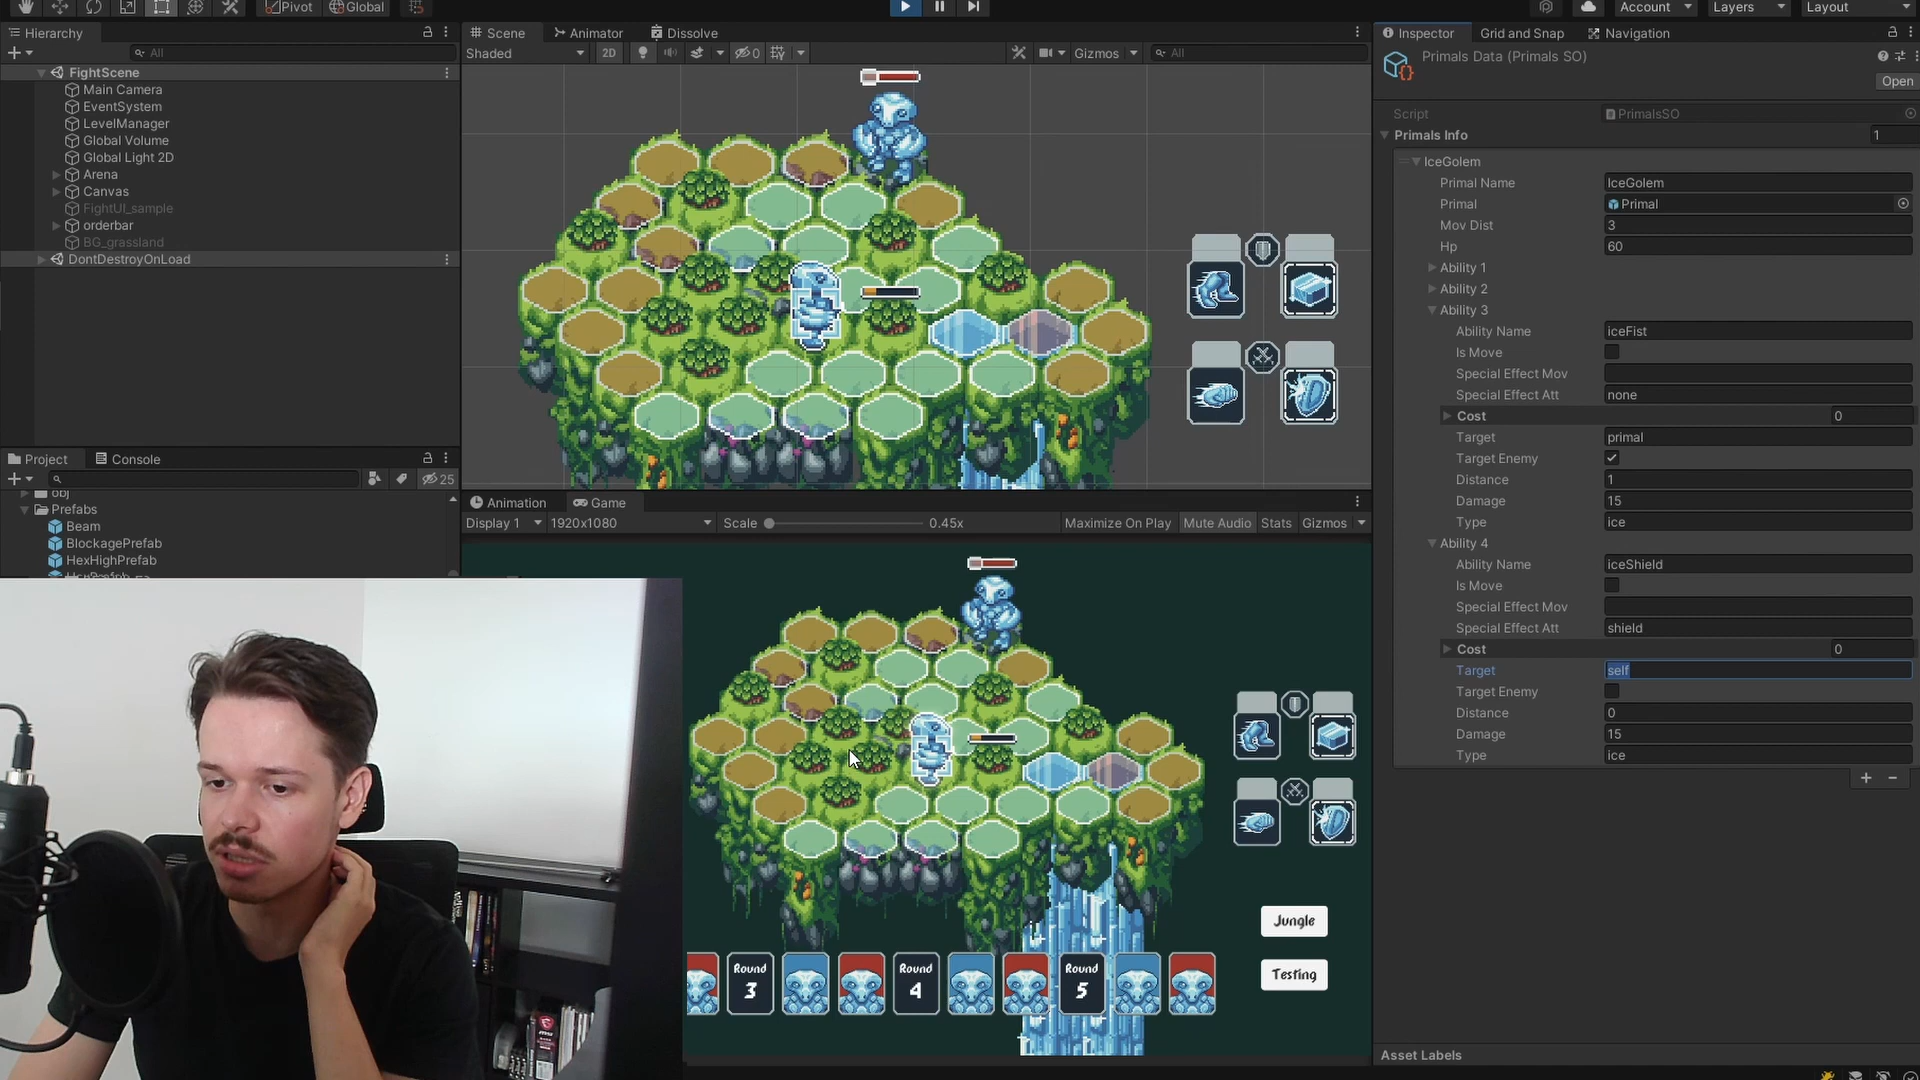 Pivot Global
Account Layers Layout
Hierarchy
All
FightScene
Main Camera
EventSystem
LevelManager
Global Volume
Global Light 2D
Arena
Canvas
FightUI_sample
orderbar
BG_grassland
DontDestroyOnLoad
Project Console
25
obj
Prefabs
Beam
BlockagePrefab
HexHighPrefab
Scene Animator Dissolve
Shaded 2D 0 Gizmos All
Animation Game
Display 1 1920x1080 Scale 0.45x Maximize On Play Mute Audio Stats Gizmos
Jungle
Testing
Round 3
Round 4
Round 5
Inspector Grid and Snap Navigation
Primals Data (Primals SO)
Open
Script PrimalsSO
Primals Info 1
IceGolem
Primal Name IceGolem
Primal Primal
Mov Dist 3
Hp 60
Ability 1
Ability 2
Ability 3
Ability Name iceFist
Is Move
Special Effect Mov
Special Effect Att none
Cost 0
Target primal
Target Enemy
Distance 1
Damage 15
Type ice
Ability 4
Ability Name iceShield
Is Move
Special Effect Mov
Special Effect Att shield
Cost 0
Target self
Target Enemy
Distance 0
Damage 15
Type ice
Asset Labels